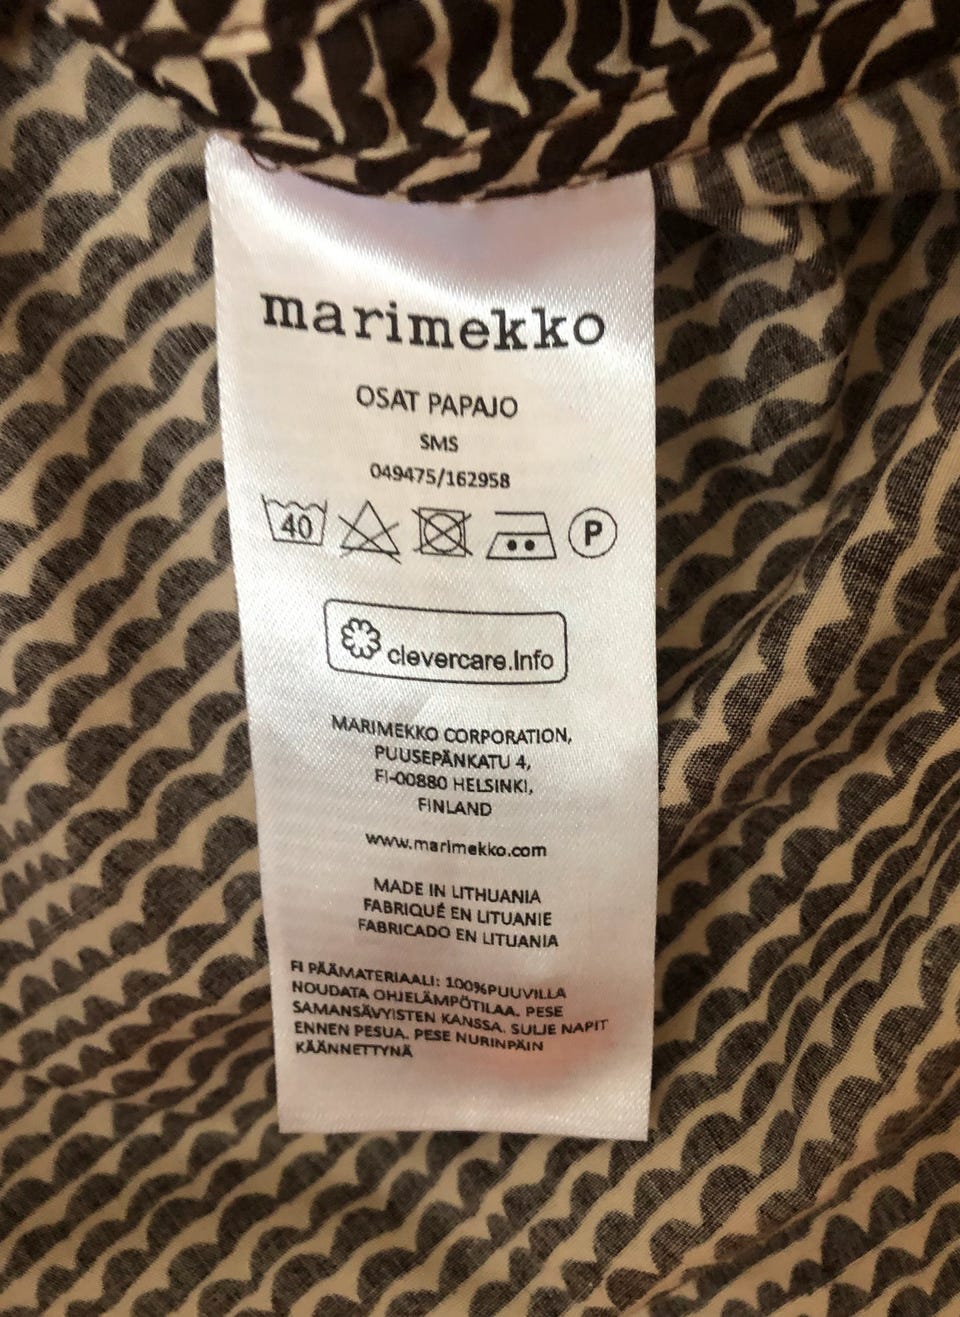 marimekko
OSAT PAPAJO
SMS
049475/162958
40 P
clevercare.info
MARIMEKKO CORPORATION,
PUUSEPÄNKATU 4,
FI-00880 HELSINKI,
FINLAND
www.marimekko.com
MADE IN LITHUANIA
FABRIQUÉ EN LITUANIE
FABRICADO EN LITUANIA
FI PÄÄMATERIAALI: 100%PUUVILLA
NOUDATA OHJELÄMPÖTILAA. PESE
SAMANSÄVYISTEN KANSSA. SULJE NAPIT
ENNEN PESUA. PESE NURINPÄIN
KÄÄNNETTYNÄ